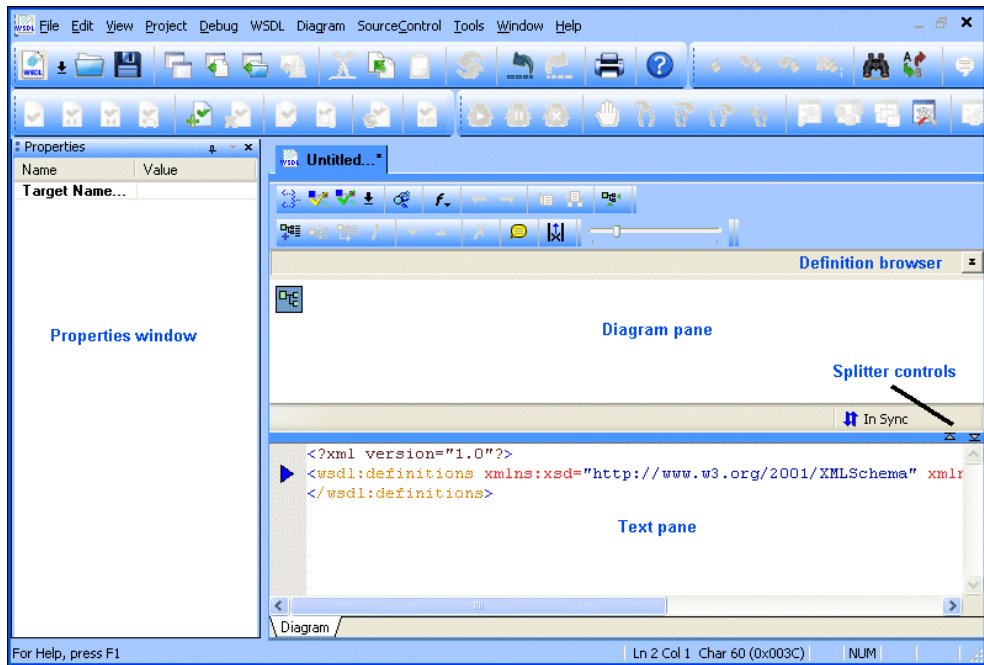 File Edit View Project Debug WSDL Diagram SourceControl Tools Window Help
Properties
Name Value
Target Name...
WSDL Untitled...*
Definition browser
Properties window
Diagram pane
Splitter controls
In Sync
<?xml version="1.0"?>
<wsdl:definitions xmlns:xsd="http://www.w3.org/2001/XMLSchema" xmlr
</wsdl:definitions>
Text pane
Diagram
For Help, press F1
Ln 2 Col 1 Char 60 (0x003C) NUM